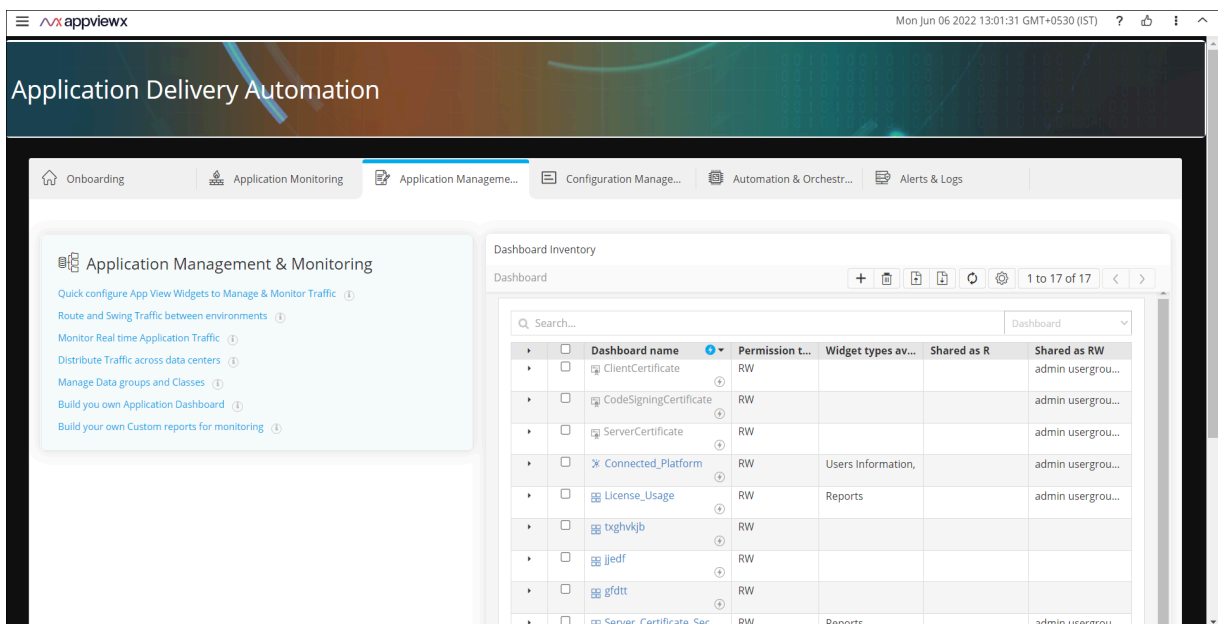 appviewx
Mon Jun 06 2022 13:01:31 GMT+0530 (IST) ?
Application Delivery Automation
Onboarding
Application Monitoring
Application Manageme...
Configuration Manage...
Automation & Orchestr...
Alerts & Logs
Application Management & Monitoring
Quick configure App View Widgets to Manage & Monitor Traffic
Route and Swing Traffic between environments
Monitor Real time Application Traffic
Distribute Traffic across data centers
Manage Data groups and Classes
Build you own Application Dashboard
Build your own Custom reports for monitoring
Dashboard Inventory
Dashboard
1 to 17 of 17
Search...
Dashboard
Dashboard name Permission t... Widget types av... Shared as R Shared as RW
ClientCertificate RW admin usergrou...
CodeSigningCertificate RW admin usergrou...
ServerCertificate RW admin usergrou...
Connected_Platform RW Users Information, admin usergrou...
License_Usage RW Reports admin usergrou...
txghvkjb RW
jjedf RW
gfdtt RW
Server_Certificate_Sec RW Reports admin usergrou